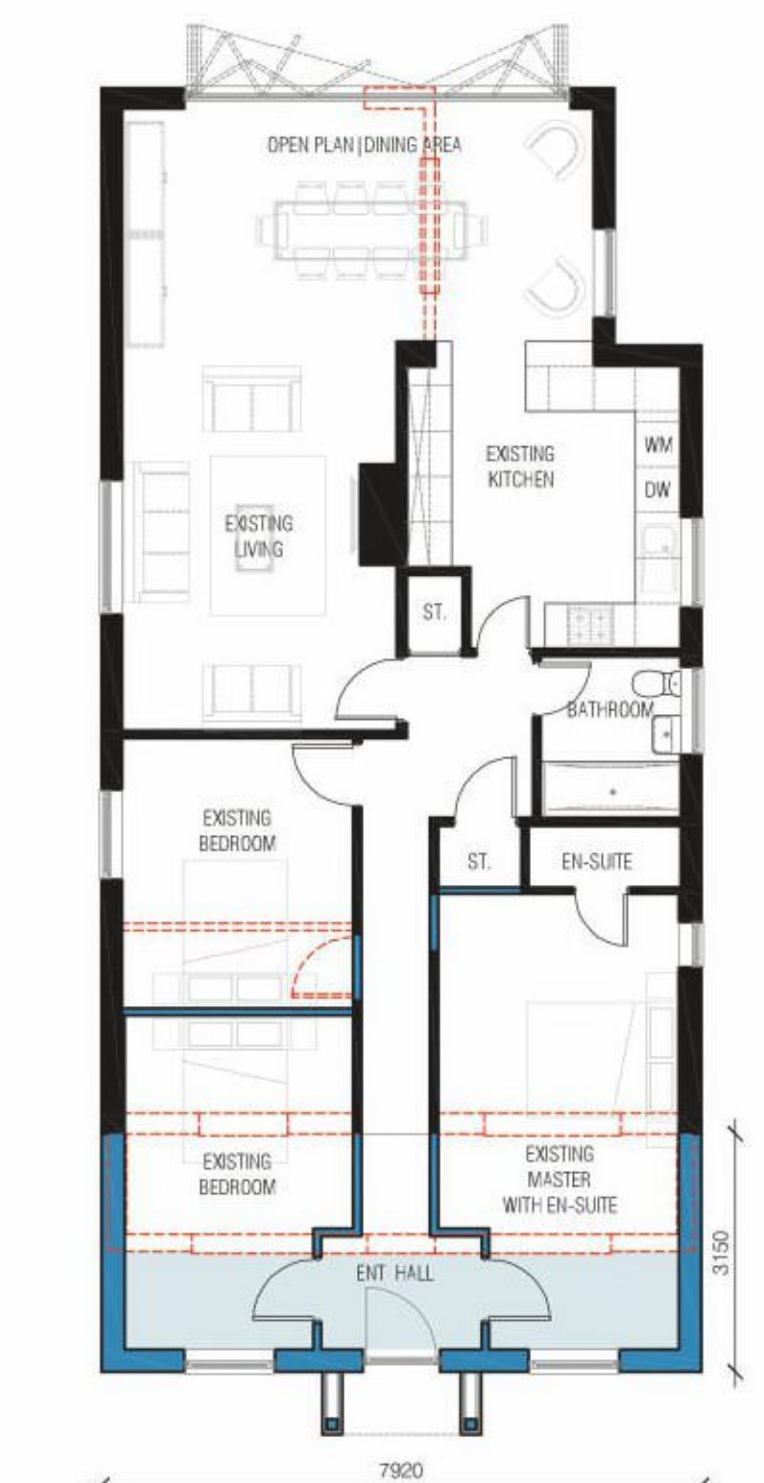 OPEN PLAN|DINING AREA
EXISTING
KITCHEN
WM
DW
EXISTING
LIVING
ST.
BATHROOM
EXISTING
BEDROOM
ST.
EN-SUITE
EXISTING
BEDROOM
EXISTING
MASTER
WITH EN-SUITE
3150
ENT HALL
7920